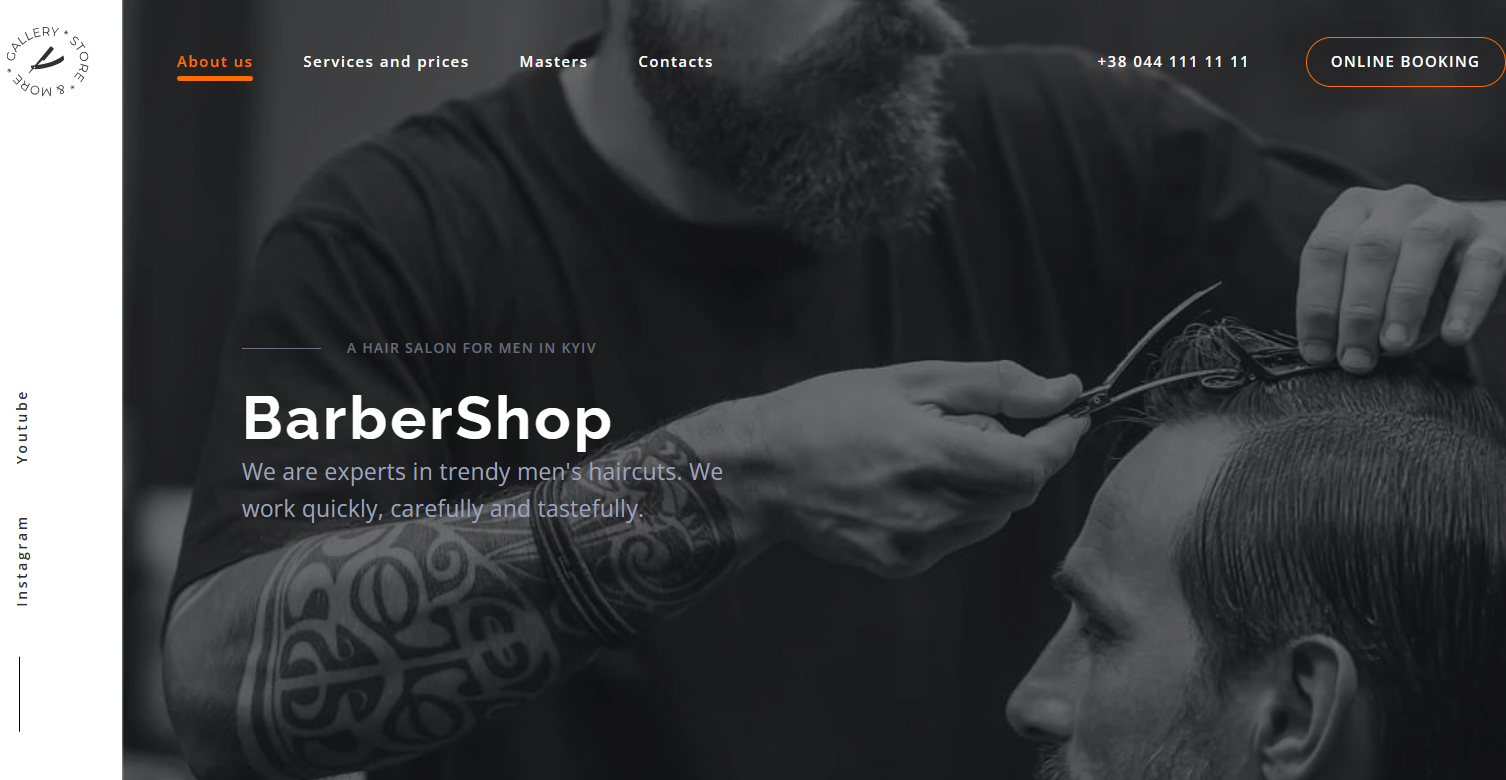 GALLERY * STORE * & MORE *
About us
Services and prices
Masters
Contacts
+38 044 111 11 11
ONLINE BOOKING
A HAIR SALON FOR MEN IN KYIV
BarberShop
We are experts in trendy men's haircuts. We
work quickly, carefully and tastefully.
Youtube
Instagram